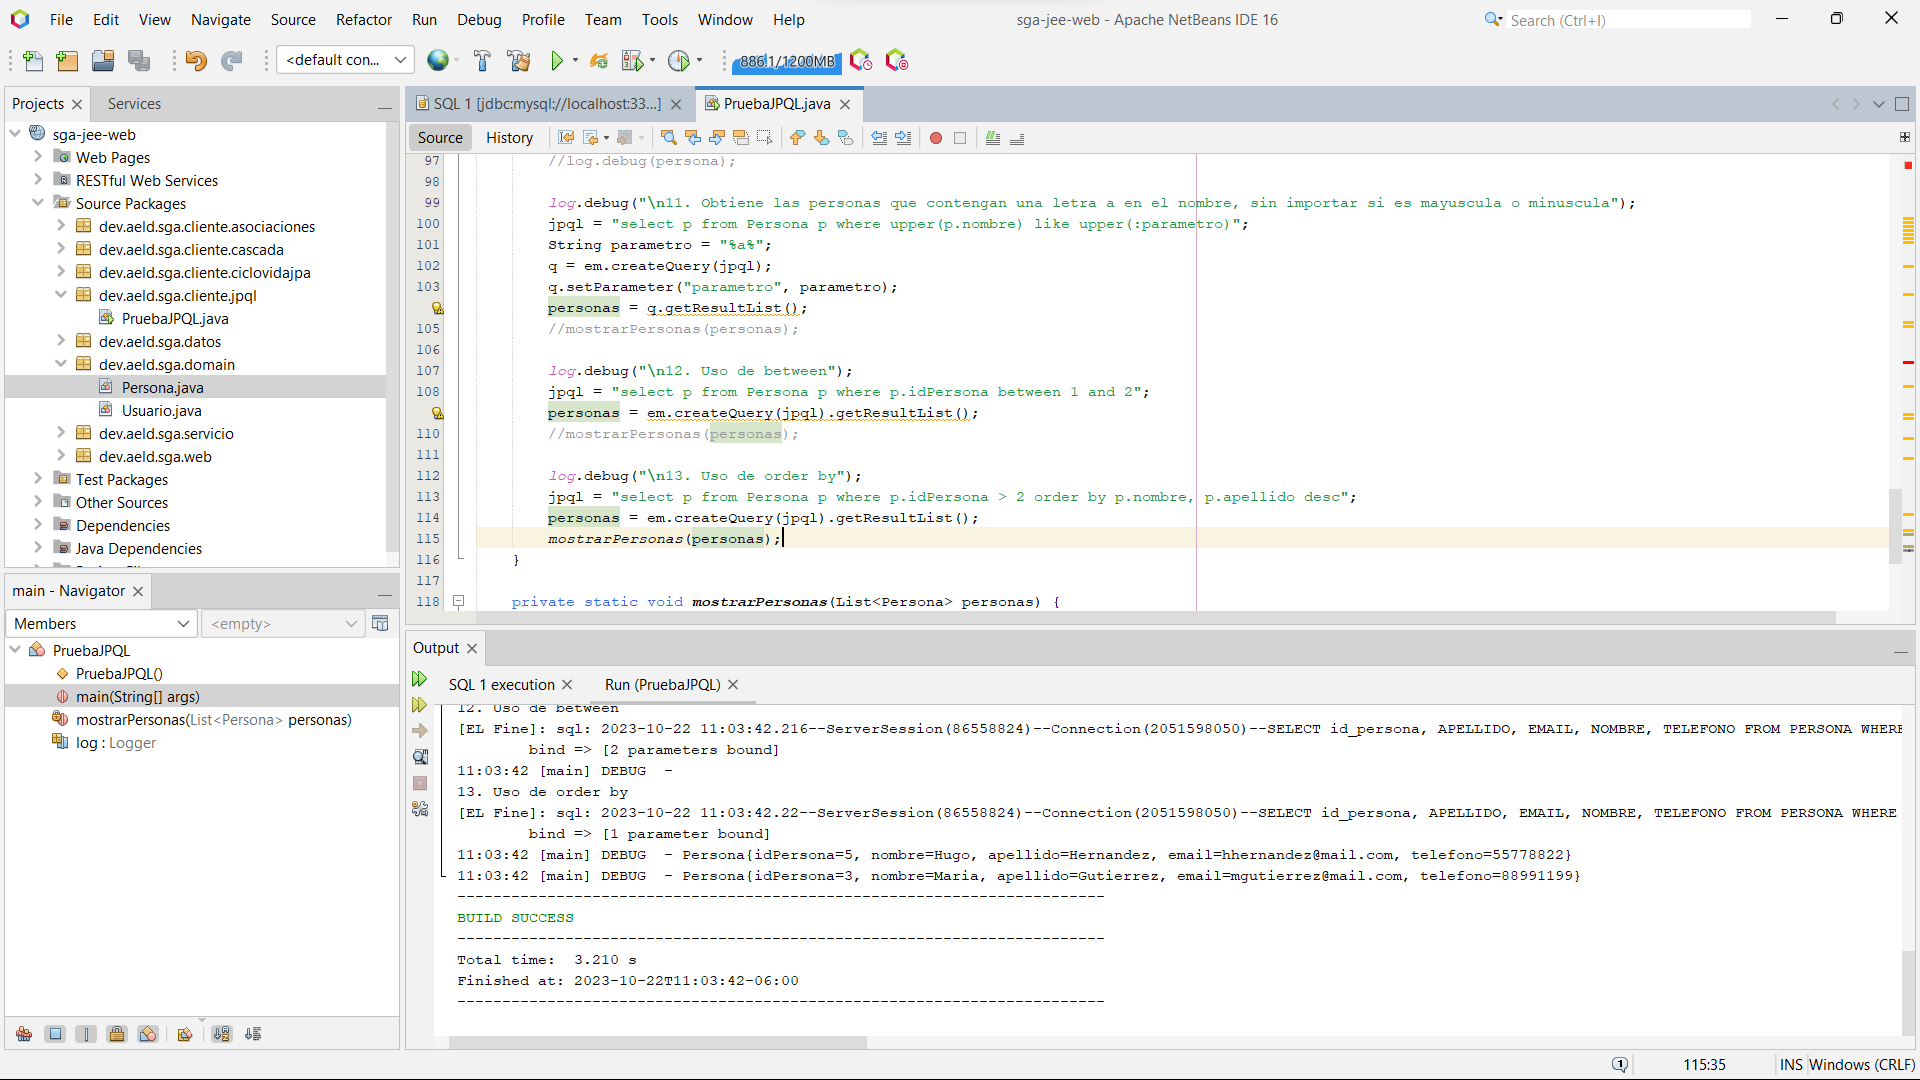 File Edit View Navigate Source Refactor Run Debug Profile Team Tools Window Help
sga-jee-web - Apache NetBeans IDE 16
Search (Ctrl+I)
<default con...
886.1/1200MB
Projects
Services
sga-jee-web
Web Pages
RESTful Web Services
Source Packages
dev.aeld.sga.cliente.asociaciones
dev.aeld.sga.cliente.cascada
dev.aeld.sga.cliente.ciclovidajpa
dev.aeld.sga.cliente.jpql
PruebaJPQL.java
dev.aeld.sga.datos
dev.aeld.sga.domain
Persona.java
Usuario.java
dev.aeld.sga.servicio
dev.aeld.sga.web
Test Packages
Other Sources
Dependencies
Java Dependencies
main - Navigator
Members
<empty>
PruebaJPQL
PruebaJPQL()
main(String[] args)
mostrarPersonas(List<Persona> personas)
log : Logger
SQL 1 [jdbc:mysql://localhost:33...]
PruebaJPQL.java
Source History
97 //log.debug(persona);
98
99 log.debug("\n11. Obtiene las personas que contengan una letra a en el nombre, sin importar si es mayuscula o minuscula");
100 jpql = "select p from Persona p where upper(p.nombre) like upper(:parametro)";
101 String parametro = "%a%";
102 q = em.createQuery(jpql);
103 q.setParameter("parametro", parametro);
personas = q.getResultList();
105 //mostrarPersonas(personas);
106
107 log.debug("\n12. Uso de between");
108 jpql = "select p from Persona p where p.idPersona between 1 and 2";
personas = em.createQuery(jpql).getResultList();
110 //mostrarPersonas(personas);
111
112 log.debug("\n13. Uso de order by");
113 jpql = "select p from Persona p where p.idPersona > 2 order by p.nombre, p.apellido desc";
114 personas = em.createQuery(jpql).getResultList();
115 mostrarPersonas(personas);
116 }
117
118 private static void mostrarPersonas(List<Persona> personas) {
Output
SQL 1 execution
Run (PruebaJPQL)
12. Uso de between
[EL Fine]: sql: 2023-10-22 11:03:42.216--ServerSession(86558824)--Connection(2051598050)--SELECT id_persona, APELLIDO, EMAIL, NOMBRE, TELEFONO FROM PERSONA WHERE
bind => [2 parameters bound]
11:03:42 [main] DEBUG -
13. Uso de order by
[EL Fine]: sql: 2023-10-22 11:03:42.22--ServerSession(86558824)--Connection(2051598050)--SELECT id_persona, APELLIDO, EMAIL, NOMBRE, TELEFONO FROM PERSONA WHERE
bind => [1 parameter bound]
11:03:42 [main] DEBUG - Persona{idPersona=5, nombre=Hugo, apellido=Hernandez, email=hhernandez@mail.com, telefono=55778822}
11:03:42 [main] DEBUG - Persona{idPersona=3, nombre=Maria, apellido=Gutierrez, email=mgutierrez@mail.com, telefono=88991199}
------------------------------------------------------------------------
BUILD SUCCESS
------------------------------------------------------------------------
Total time: 3.210 s
Finished at: 2023-10-22T11:03:42-06:00
------------------------------------------------------------------------
115:35
INS
Windows (CRLF)